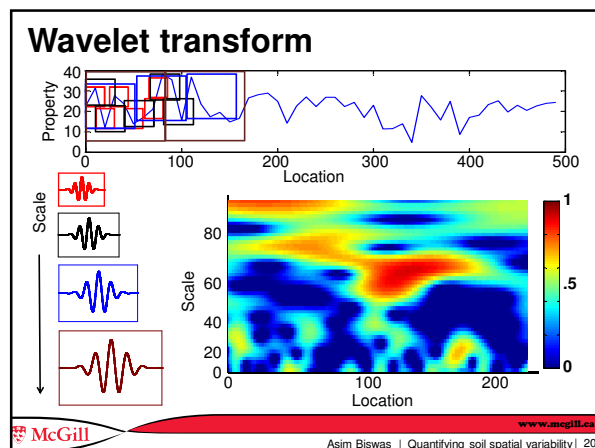 Wavelet transform
Property
40
30
20
10
0
0
100
200
300
400
500
Location
Scale
Scale
80
60
40
20
0
0
100
200
Location
1
.5
0
McGill
www.mcgill.ca
Asim Biswas | Quantifying soil spatial variability | 20